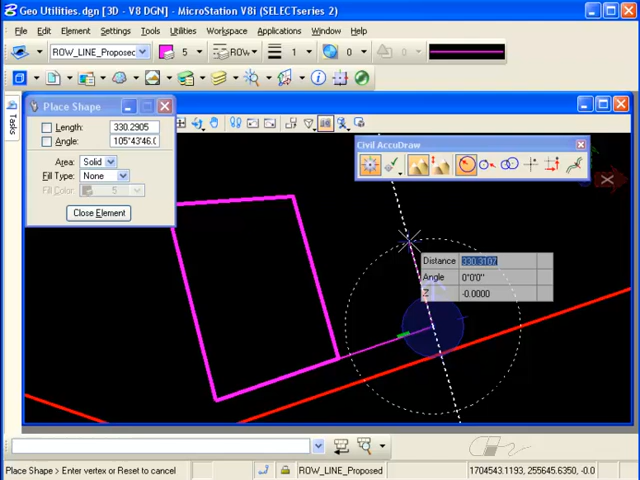 Geo Utilities.dgn [3D - V8 DGN] - MicroStation V8i (SELECTseries 2)
File Edit Element Settings Tools Utilities Workspace Applications Window Help
ROW_LINE_Proposed 5 ROW 1 0 0
Tasks
Place Shape
Length: 330.2905
Angle: 105°43'46.0
Area: Solid
Fill Type: None
Fill Color: 5
Close Element
Civil AccuDraw
Distance 330.3107
Angle 0°0'0"
Z -0.0000
Place Shape > Enter vertex or Reset to cancel
ROW_LINE_Proposed
1704543.1193, 255645.6350, -0.0